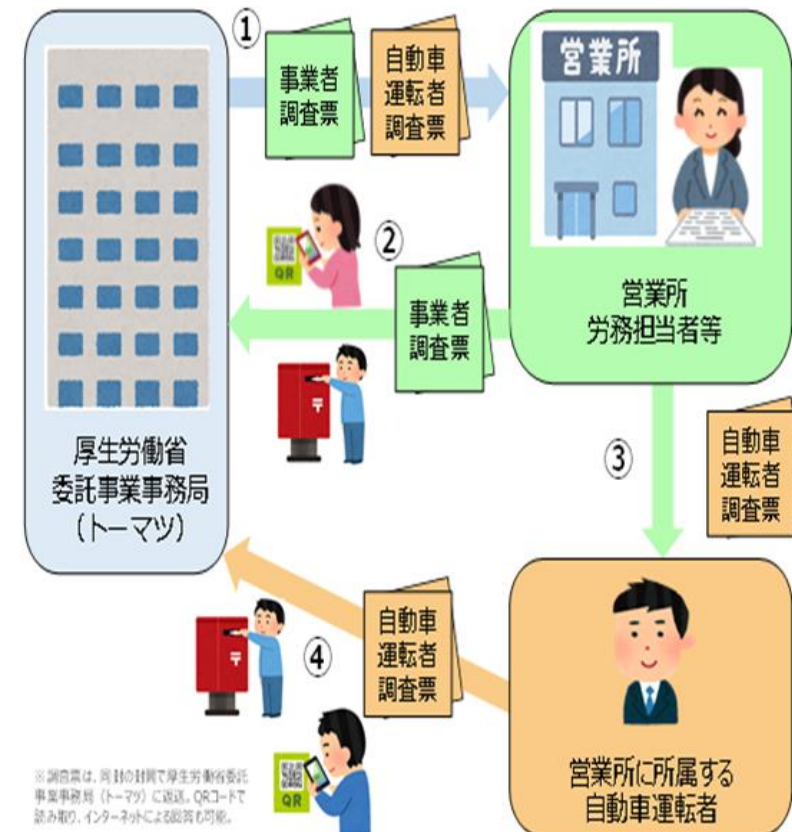 ①
事業者
調査票
自動車
運転者
調査票
営業所
②
QR
事業者
調査票
〒
営業所
労務担当者等
厚生労働省
委託事業事務局
(トーマツ)
③
自動車
運転者
調査票
自動車
運転者
調査票
〒
④
QR
営業所に所属する
自動車運転者
※調査票は、同封の封筒で厚生労働省委託
事業事務局(トーマツ)に返送。QRコードで
読み取り、インターネットによる回答も可能。